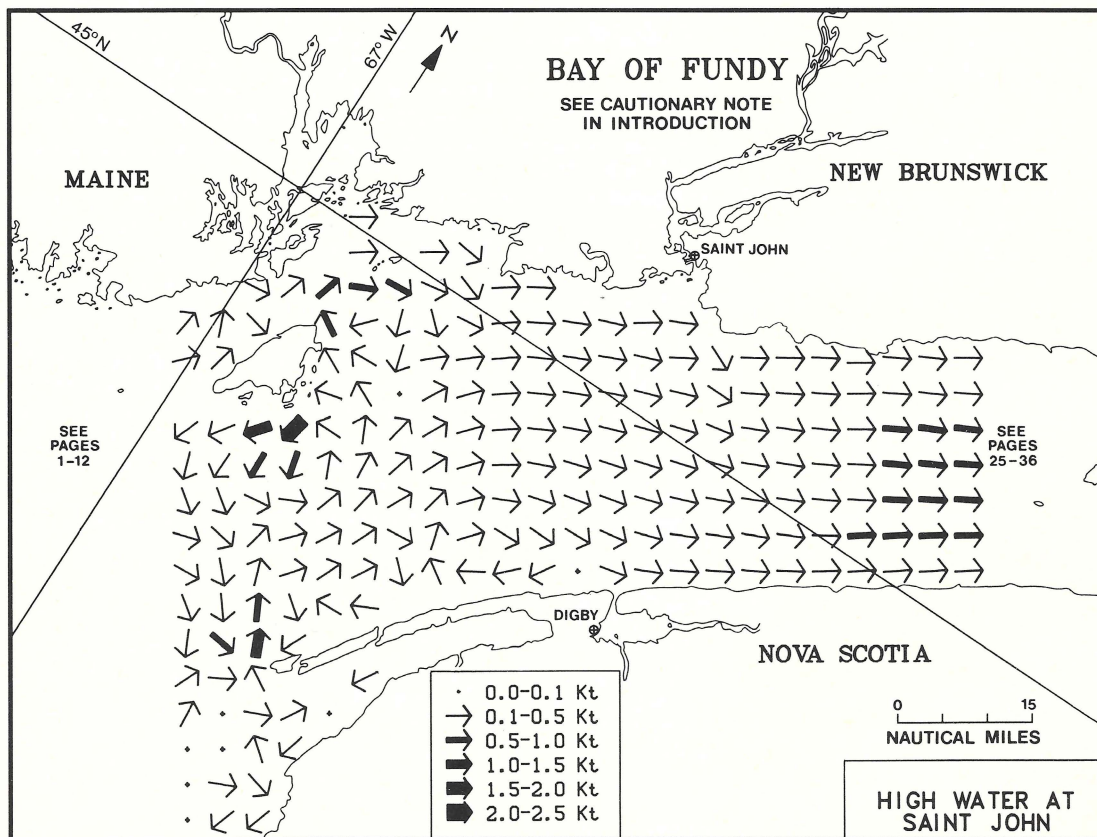 45°N
67° W
N
BAY OF FUNDY
SEE CAUTIONARY NOTE
IN INTRODUCTION
MAINE
NEW BRUNSWICK
SAINT JOHN
SEE
PAGES
1-12
SEE
PAGES
25-36
DIGBY
NOVA SCOTIA
0.0-0.1 Kt
0.1-0.5 Kt
0.5-1.0 Kt
1.0-1.5 Kt
1.5-2.0 Kt
2.0-2.5 Kt
0 15
NAUTICAL MILES
HIGH WATER AT
SAINT JOHN